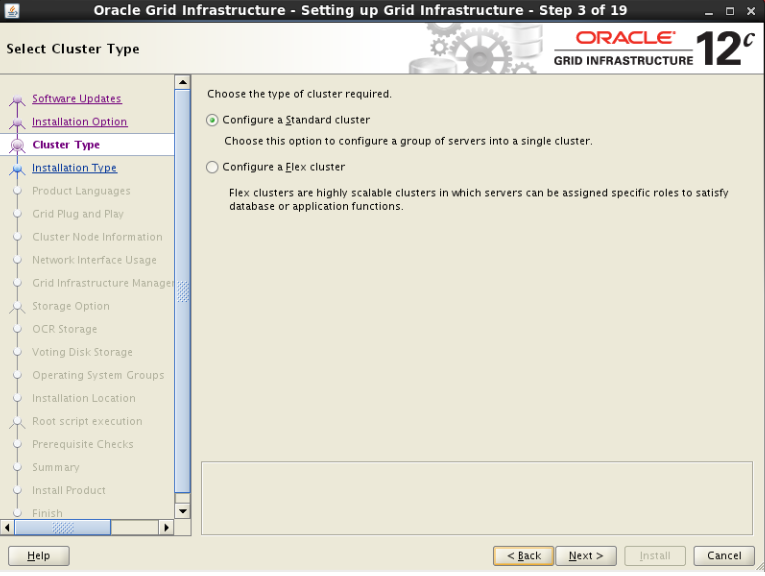 Oracle Grid Infrastructure - Setting up Grid Infrastructure - Step 3 of 19
Select Cluster Type
ORACLE
GRID INFRASTRUCTURE
12c
Software Updates
Installation Option
Cluster Type
Installation Type
Product Languages
Grid Plug and Play
Cluster Node Information
Network Interface Usage
Grid Infrastructure Manager
Storage Option
OCR Storage
Voting Disk Storage
Operating System Groups
Installation Location
Root script execution
Prerequisite Checks
Summary
Install Product
Finish
Choose the type of cluster required.
Configure a Standard cluster
Choose this option to configure a group of servers into a single cluster.
Configure a Flex cluster
Flex clusters are highly scalable clusters in which servers can be assigned specific roles to satisfy
database or application functions.
Help
< Back
Next >
Install
Cancel